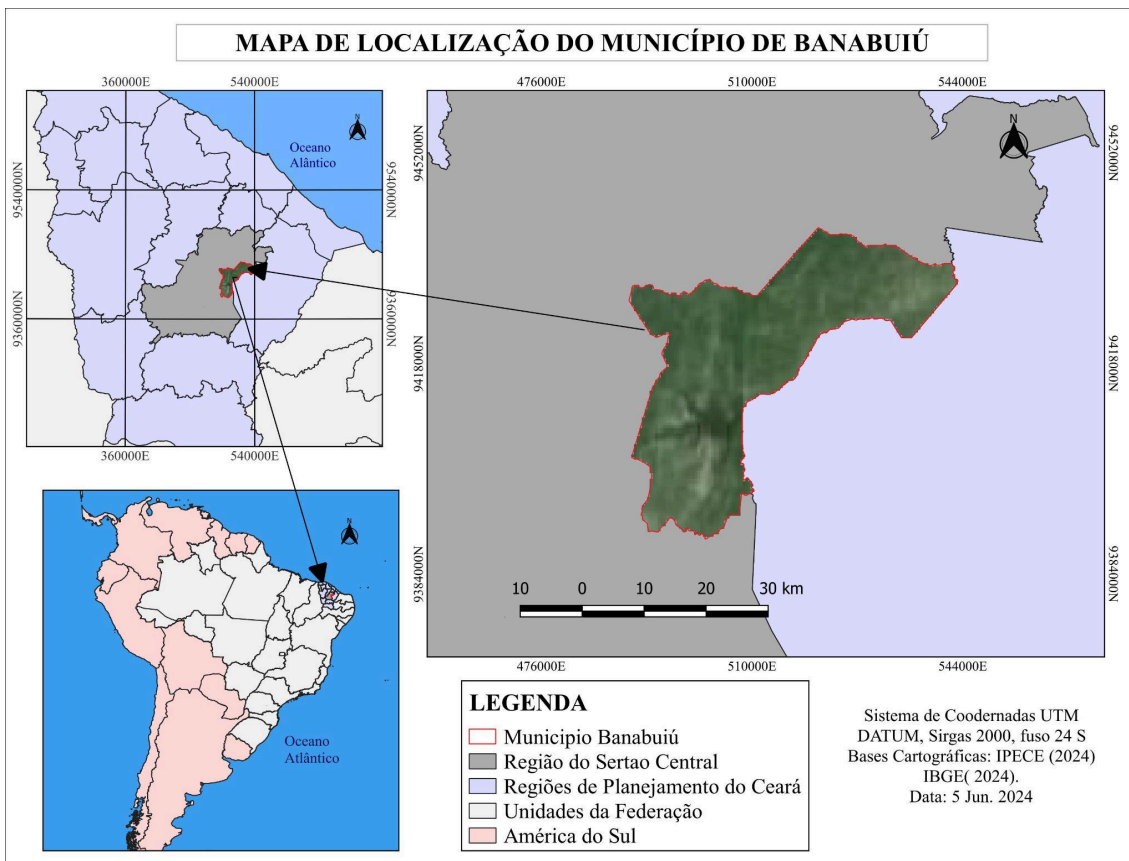 MAPA DE LOCALIZAÇÃO DO MUNICÍPIO DE BANABUIÚ
360000E 540000E
N
Oceano
Alântico
9540000N 9540000N
9360000N 9360000N
360000E 540000E
476000E 510000E 544000E
N
9452000N 9452000N
9418000N 9418000N
9384000N 9384000N
10 0 10 20 30 km
476000E 510000E 544000E
N
Oceano
Atlântico
LEGENDA
Municipio Banabuiú
Região do Sertao Central
Regiões de Planejamento do Ceará
Unidades da Federação
América do Sul
Sistema de Coodernadas UTM
DATUM, Sirgas 2000, fuso 24 S
Bases Cartográficas: IPECE (2024)
IBGE( 2024).
Data: 5 Jun. 2024